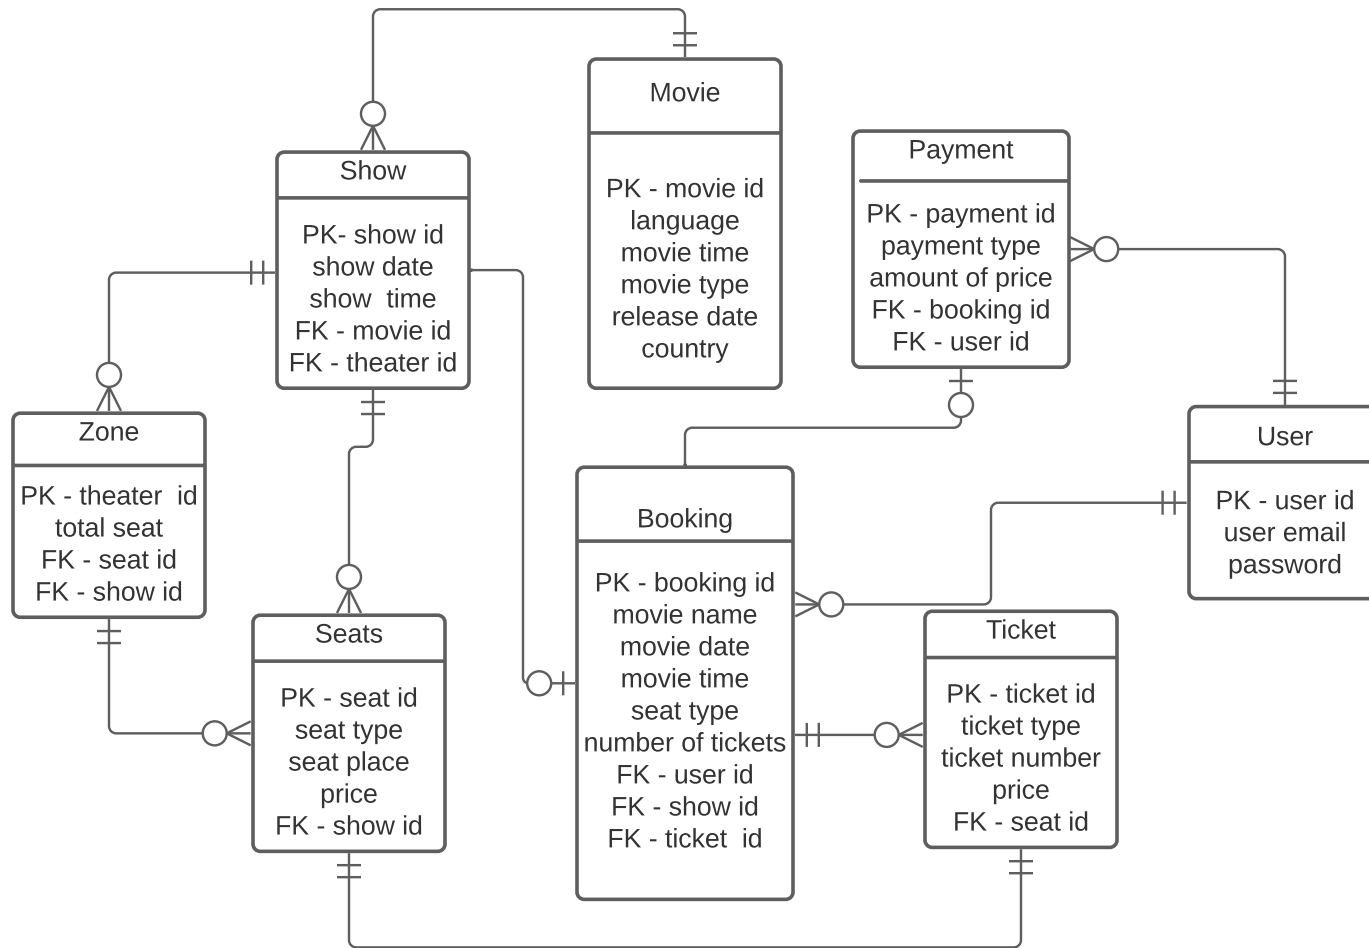 Movie
PK - movie id
language
movie time
movie type
release date
country
Payment
PK - payment id
payment type
amount of price
FK - booking id
FK - user id
Show
PK- show id
show date
show  time
FK - movie id
FK - theater id
Zone
PK - theater  id
total seat
FK - seat id
FK - show id
User
PK - user id
user email
password
Booking
PK - booking id
movie name
movie date
movie time
seat type
number of tickets
FK - user id
FK - show id
FK - ticket  id
Seats
PK - seat id
seat type
seat place
price
FK - show id
Ticket
PK - ticket id
ticket type
ticket number
price
FK - seat id